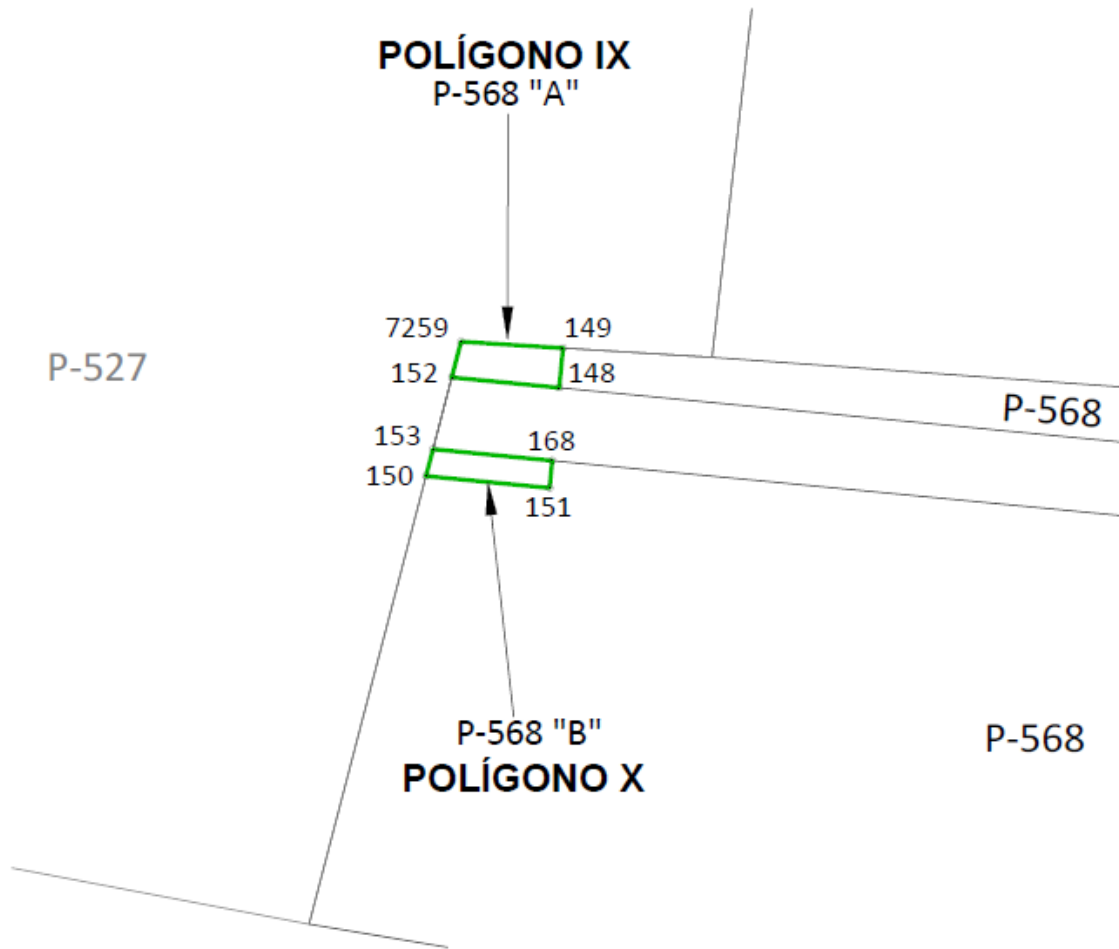 POLÍGONO IX
P-568 "A"
7259
149
P-527
152
148
P-568
153
168
150
151
P-568 "B"
P-568
POLÍGONO X